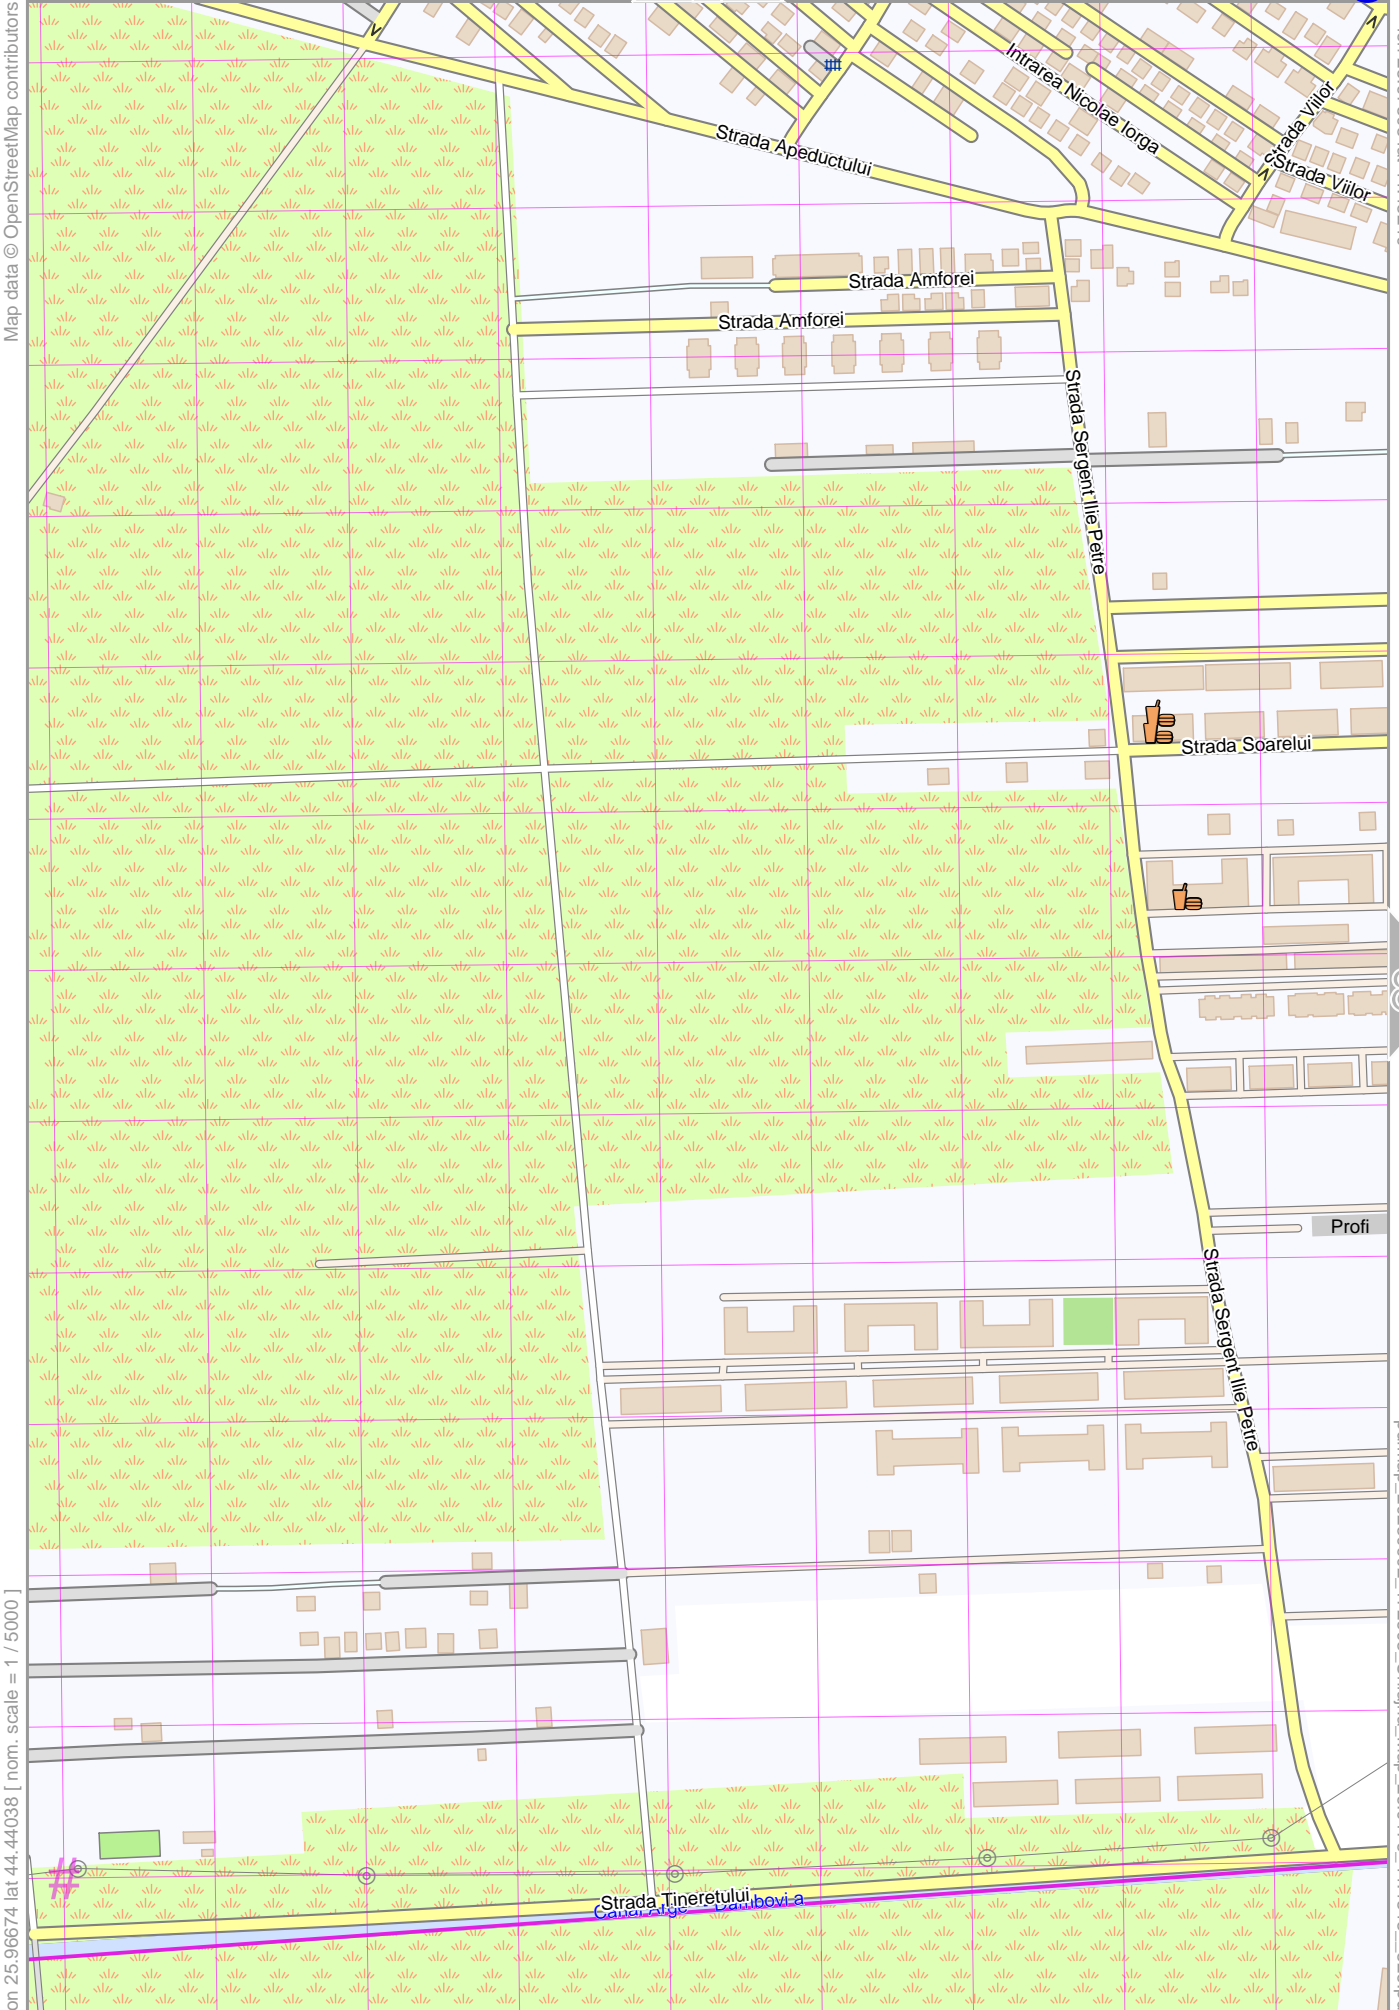 Map data © OpenStreetMap contributors
Intrarea Nicolae Iorga
Strada Viilor
Strada Viilor
Strada Apeductului
Strada Amforei
Strada Amforei
Strada Sergent Ilie Petre
Strada Soarelui
Profi
Strada Sergent Ilie Petre
on 25.96674 lat 44.44038 [ nom. scale = 1 / 5000 ]
#
Strada Tineretului